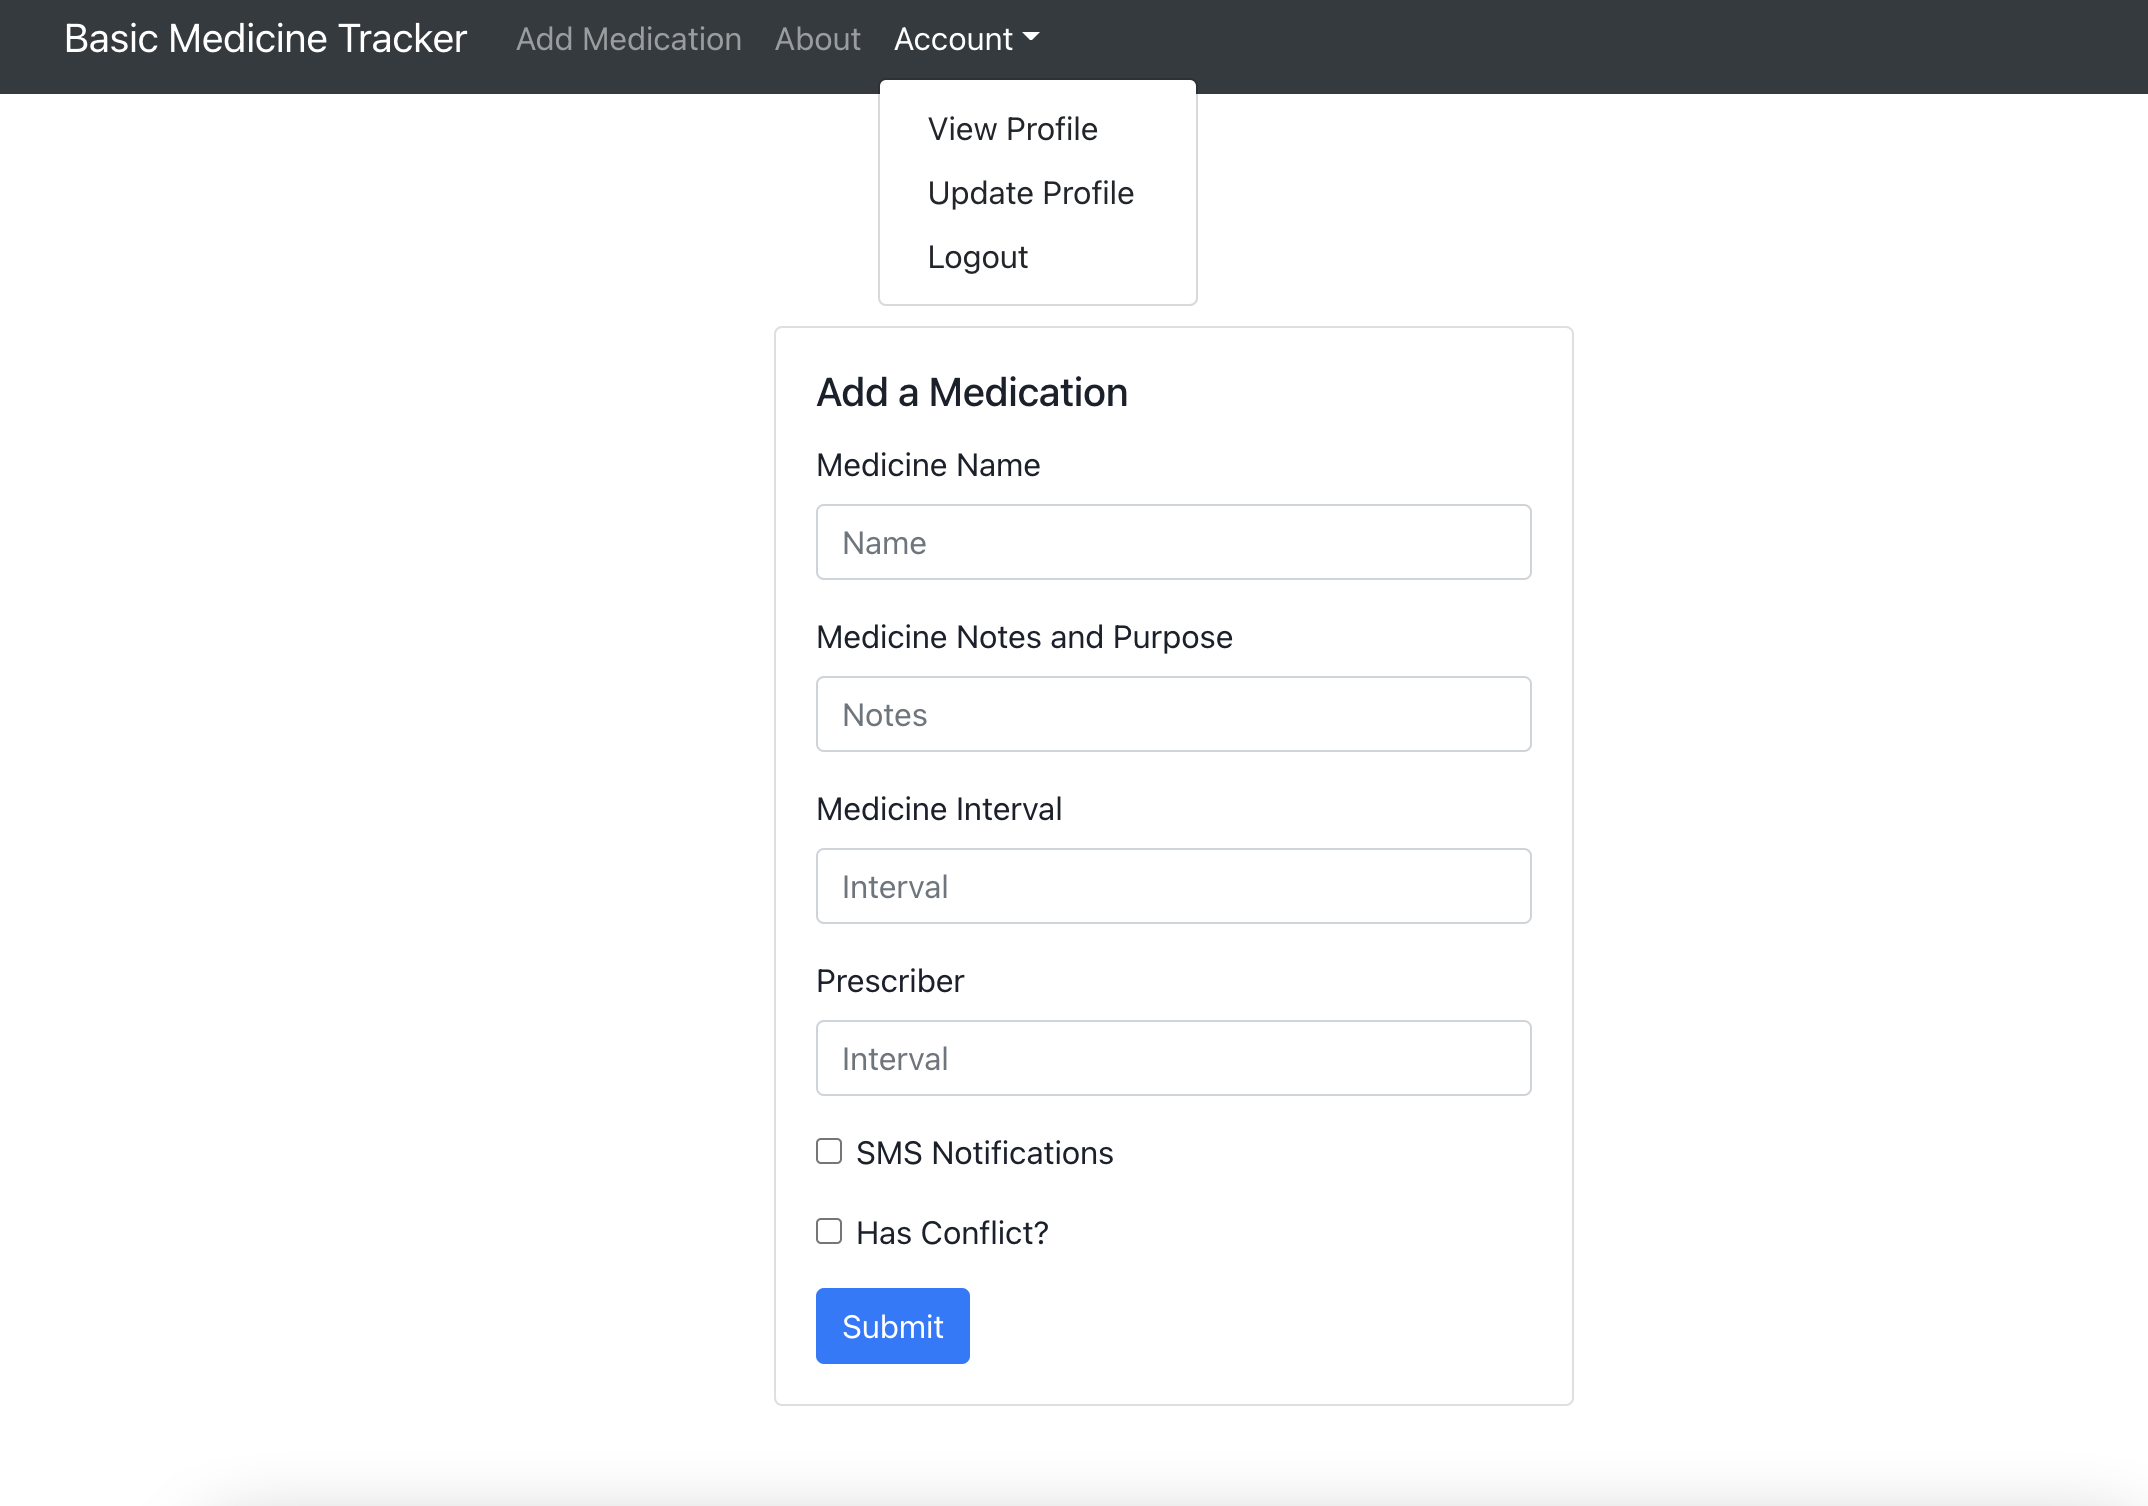 Basic Medicine Tracker Add Medication About Account
View Profile
Update Profile
Logout
Add a Medication
Medicine Name
Name
Medicine Notes and Purpose
Notes
Medicine Interval
Interval
Prescriber
Interval
SMS Notifications
Has Conflict?
Submit